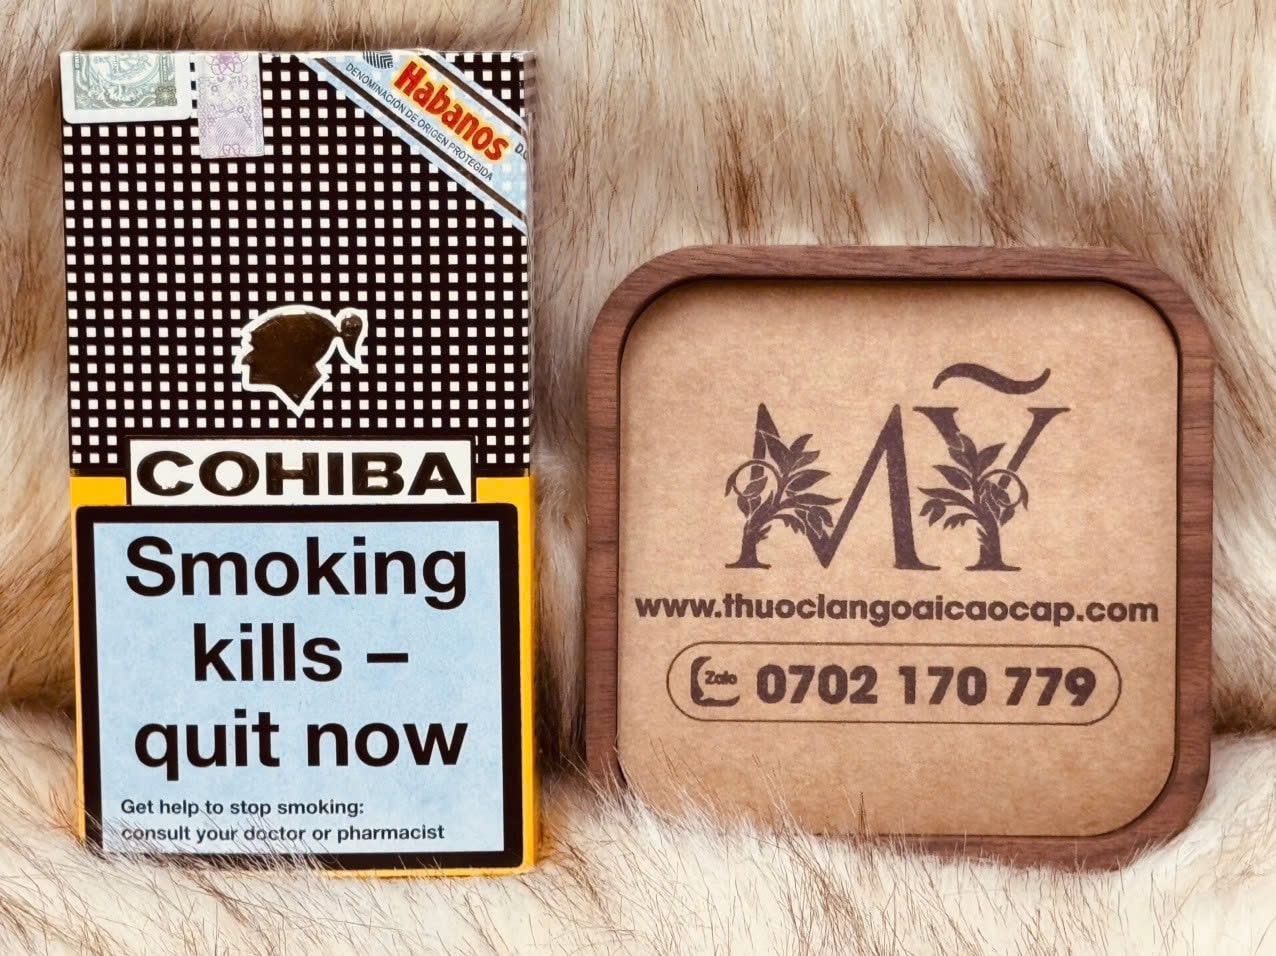 Habanos
DENOMINACIÓN DE ORIGEN PROTEGIDA
COHIBA
Smoking
kills –
quit now
Get help to stop smoking:
consult your doctor or pharmacist
MỸ
www.thuoclangoaicaocap.com
Zalo 0702 170 779